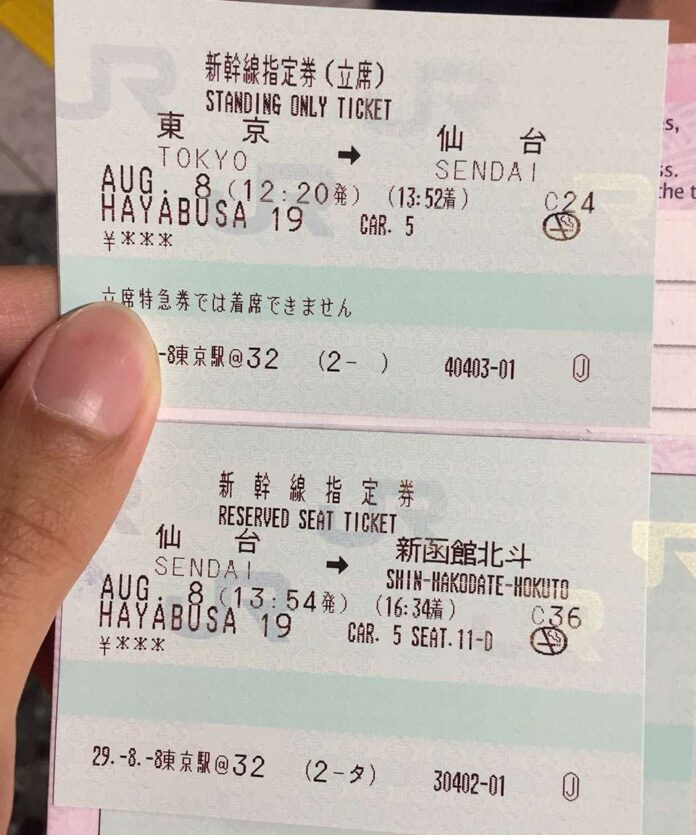 新幹線指定券(立席)
STANDING ONLY TICKET
東京 → 仙台
TOKYO SENDAI
AUG. 8 (12:20発) (13:52着) C24
HAYABUSA 19 CAR. 5
¥***
立席特急券では着席できません
-8東京駅@32 (2- ) 40403-01 Ⓙ
新幹線指定券
RESERVED SEAT TICKET
仙台 → 新函館北斗
SENDAI SHIN-HAKODATE-HOKUTO
AUG. 8 (13:54発) (16:34着) C36
HAYABUSA 19 CAR. 5 SEAT.11-D
¥***
29.-8.-8東京駅@32 (2-タ) 30402-01 Ⓙ
the t